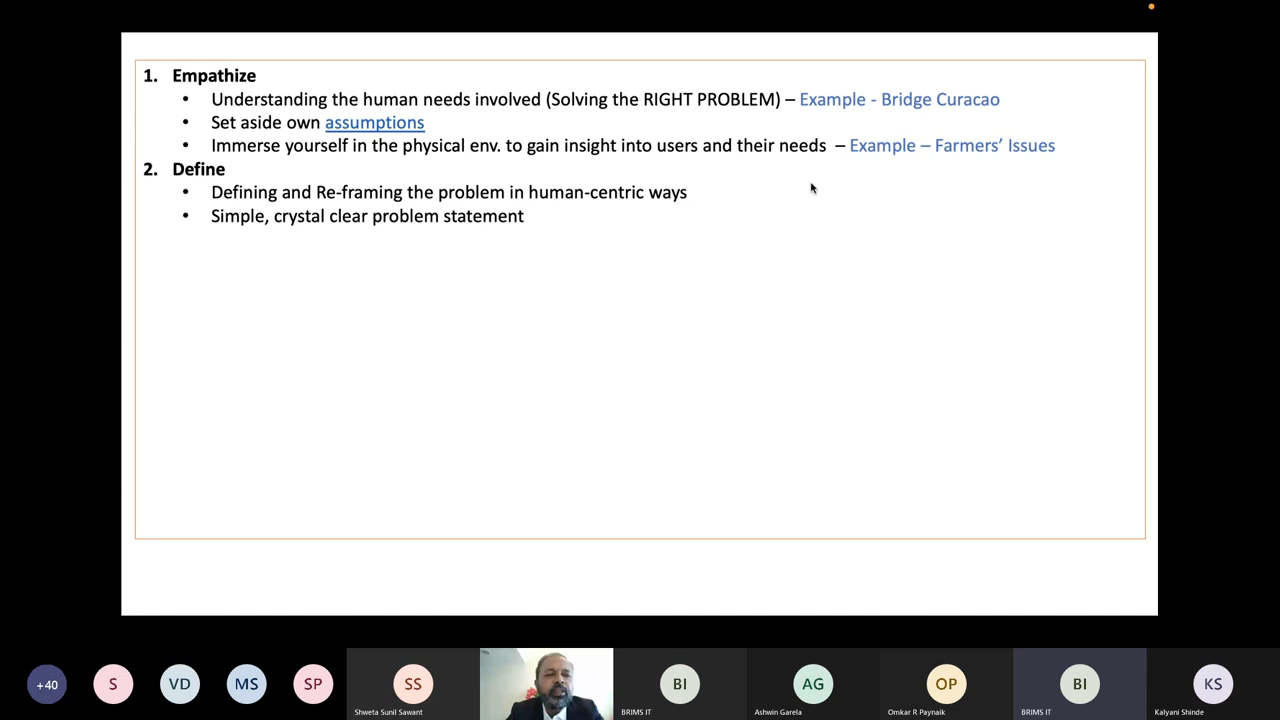 1. Empathize
• Understanding the human needs involved (Solving the RIGHT PROBLEM) – Example - Bridge Curacao
• Set aside own assumptions
• Immerse yourself in the physical env. to gain insight into users and their needs – Example – Farmers' Issues
2. Define
• Defining and Re-framing the problem in human-centric ways
• Simple, crystal clear problem statement
+40 S VD MS SP SS BI AG OP BI KS
Shweta Sunil Sawant BRIMS IT Ashwin Garela Omkar R Paynaik BRIMS IT Kalyani Shinde